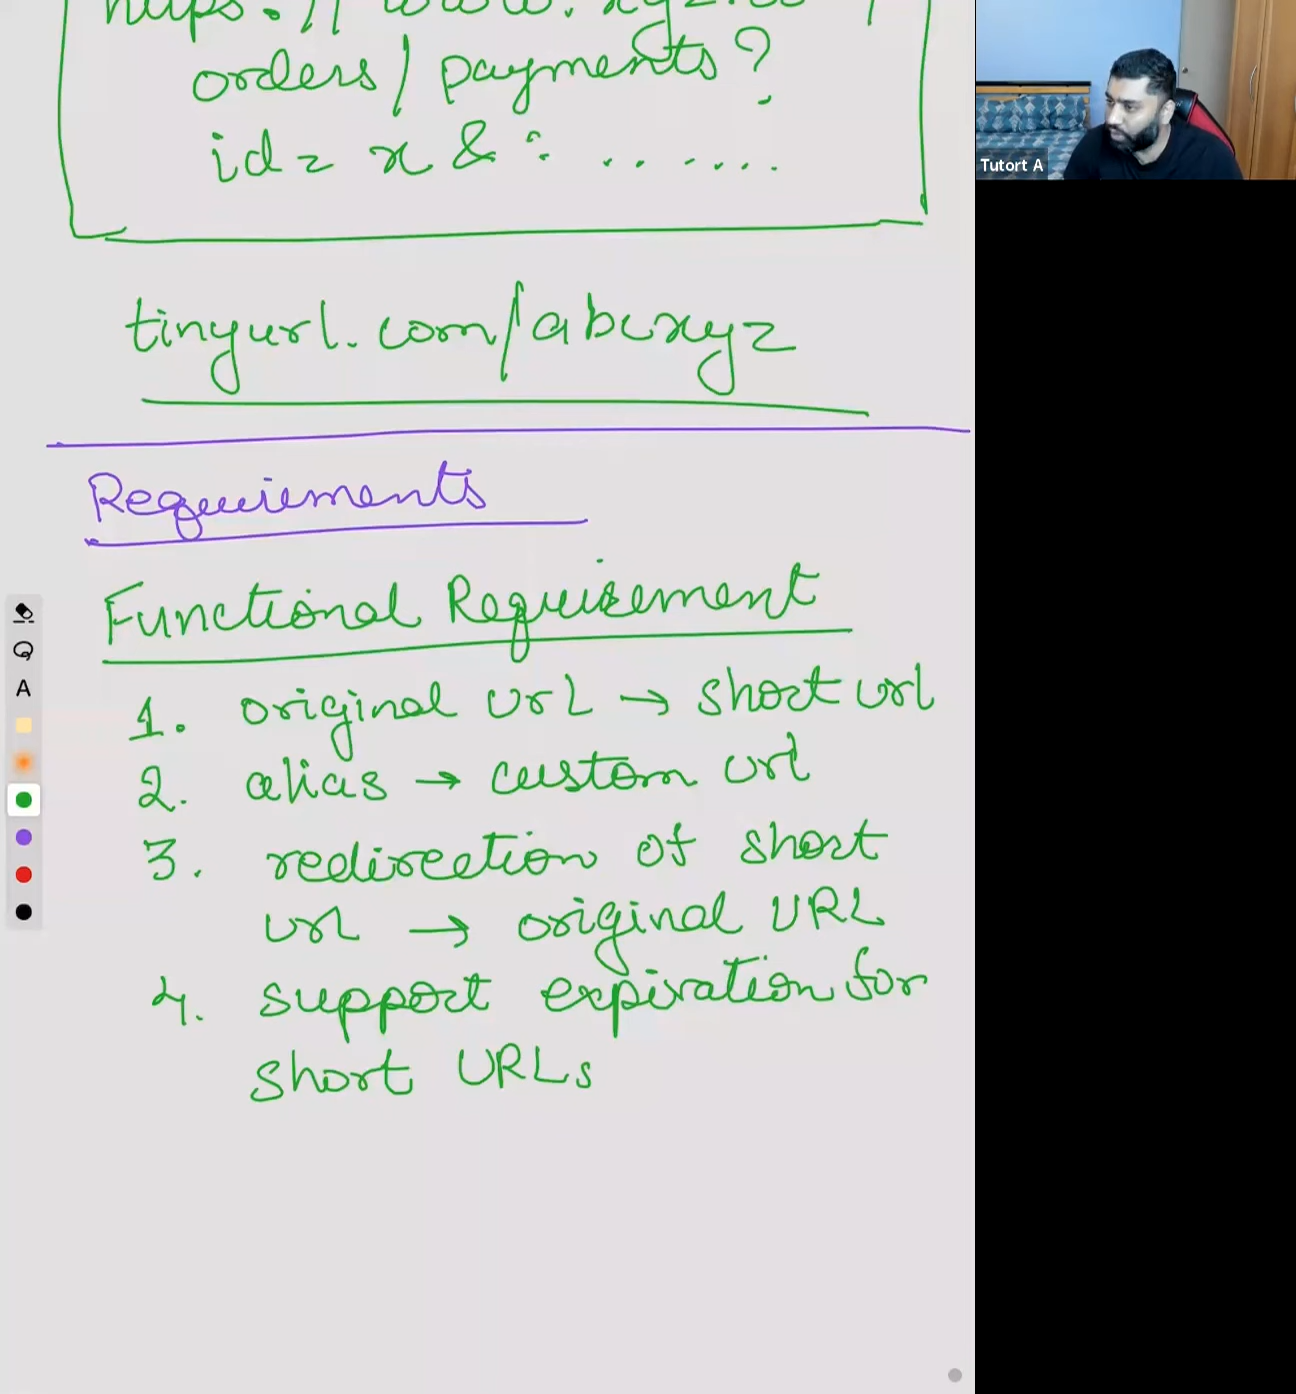 orders/payments?
id= x & : .......
tinyurl.com/abcxyz
Requirements
Functional Requirement
1. original Url → short url
2. alias → custom url
3. redirection of short
url → original URL
4. support expiration for
short URLs
A
Tutort A